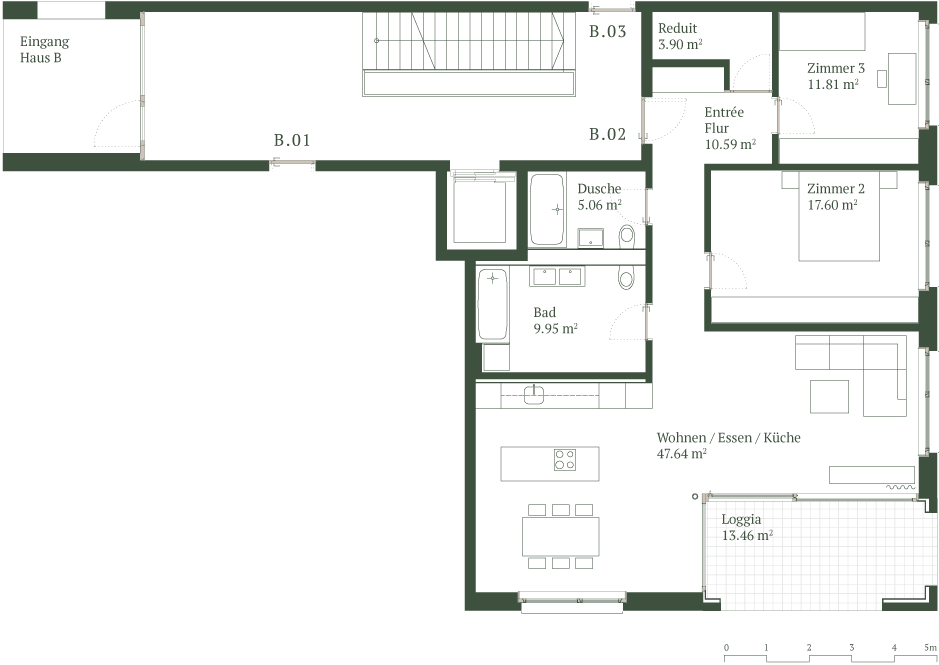 Eingang
Haus B
B.03
Reduit
3.90 m²
Zimmer 3
11.81 m²
B.01
B.02
Entrée
Flur
10.59 m²
Dusche
5.06 m²
Zimmer 2
17.60 m²
Bad
9.95 m²
Wohnen / Essen / Küche
47.64 m²
Loggia
13.46 m²
0 1 2 3 4 5m